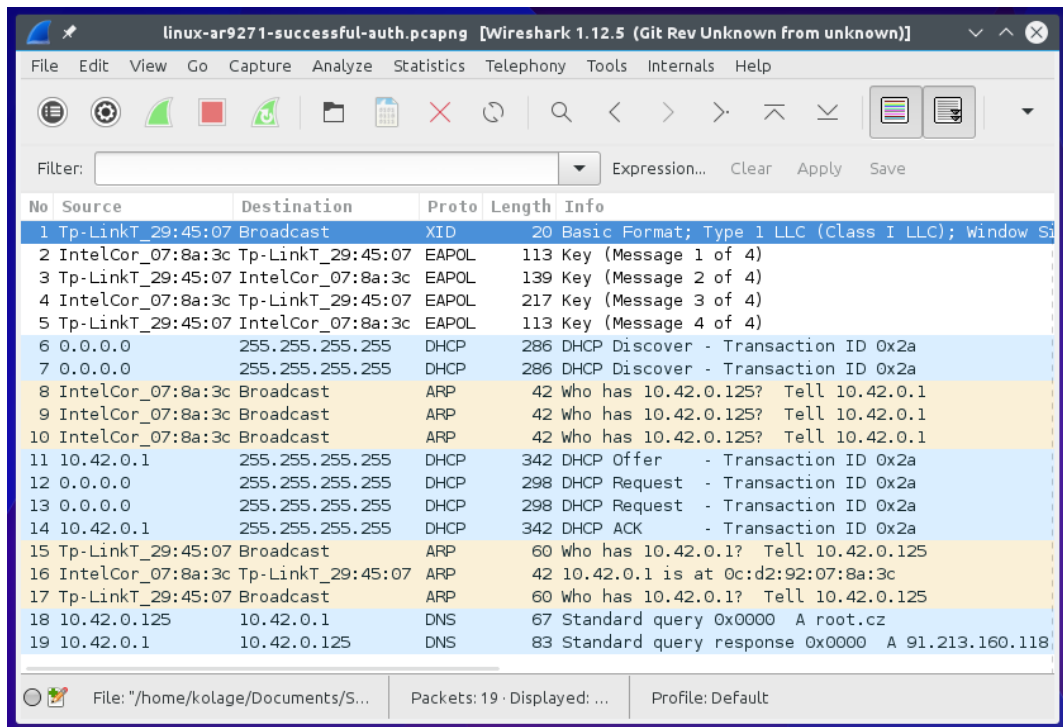 linux-ar9271-successful-auth.pcapng [Wireshark 1.12.5 (Git Rev Unknown from unknown)]
File Edit View Go Capture Analyze Statistics Telephony Tools Internals Help
Filter: Expression... Clear Apply Save
No Source Destination Proto Length Info
1 Tp-LinkT_29:45:07 Broadcast XID 20 Basic Format; Type 1 LLC (Class I LLC); Window Si
2 IntelCor_07:8a:3c Tp-LinkT_29:45:07 EAPOL 113 Key (Message 1 of 4)
3 Tp-LinkT_29:45:07 IntelCor_07:8a:3c EAPOL 139 Key (Message 2 of 4)
4 IntelCor_07:8a:3c Tp-LinkT_29:45:07 EAPOL 217 Key (Message 3 of 4)
5 Tp-LinkT_29:45:07 IntelCor_07:8a:3c EAPOL 113 Key (Message 4 of 4)
6 0.0.0.0 255.255.255.255 DHCP 286 DHCP Discover - Transaction ID 0x2a
7 0.0.0.0 255.255.255.255 DHCP 286 DHCP Discover - Transaction ID 0x2a
8 IntelCor_07:8a:3c Broadcast ARP 42 Who has 10.42.0.125? Tell 10.42.0.1
9 IntelCor_07:8a:3c Broadcast ARP 42 Who has 10.42.0.125? Tell 10.42.0.1
10 IntelCor_07:8a:3c Broadcast ARP 42 Who has 10.42.0.125? Tell 10.42.0.1
11 10.42.0.1 255.255.255.255 DHCP 342 DHCP Offer - Transaction ID 0x2a
12 0.0.0.0 255.255.255.255 DHCP 298 DHCP Request - Transaction ID 0x2a
13 0.0.0.0 255.255.255.255 DHCP 298 DHCP Request - Transaction ID 0x2a
14 10.42.0.1 255.255.255.255 DHCP 342 DHCP ACK - Transaction ID 0x2a
15 Tp-LinkT_29:45:07 Broadcast ARP 60 Who has 10.42.0.1? Tell 10.42.0.125
16 IntelCor_07:8a:3c Tp-LinkT_29:45:07 ARP 42 10.42.0.1 is at 0c:d2:92:07:8a:3c
17 Tp-LinkT_29:45:07 Broadcast ARP 60 Who has 10.42.0.1? Tell 10.42.0.125
18 10.42.0.125 10.42.0.1 DNS 67 Standard query 0x0000 A root.cz
19 10.42.0.1 10.42.0.125 DNS 83 Standard query response 0x0000 A 91.213.160.118
File: "/home/kolage/Documents/S... Packets: 19 · Displayed: ... Profile: Default